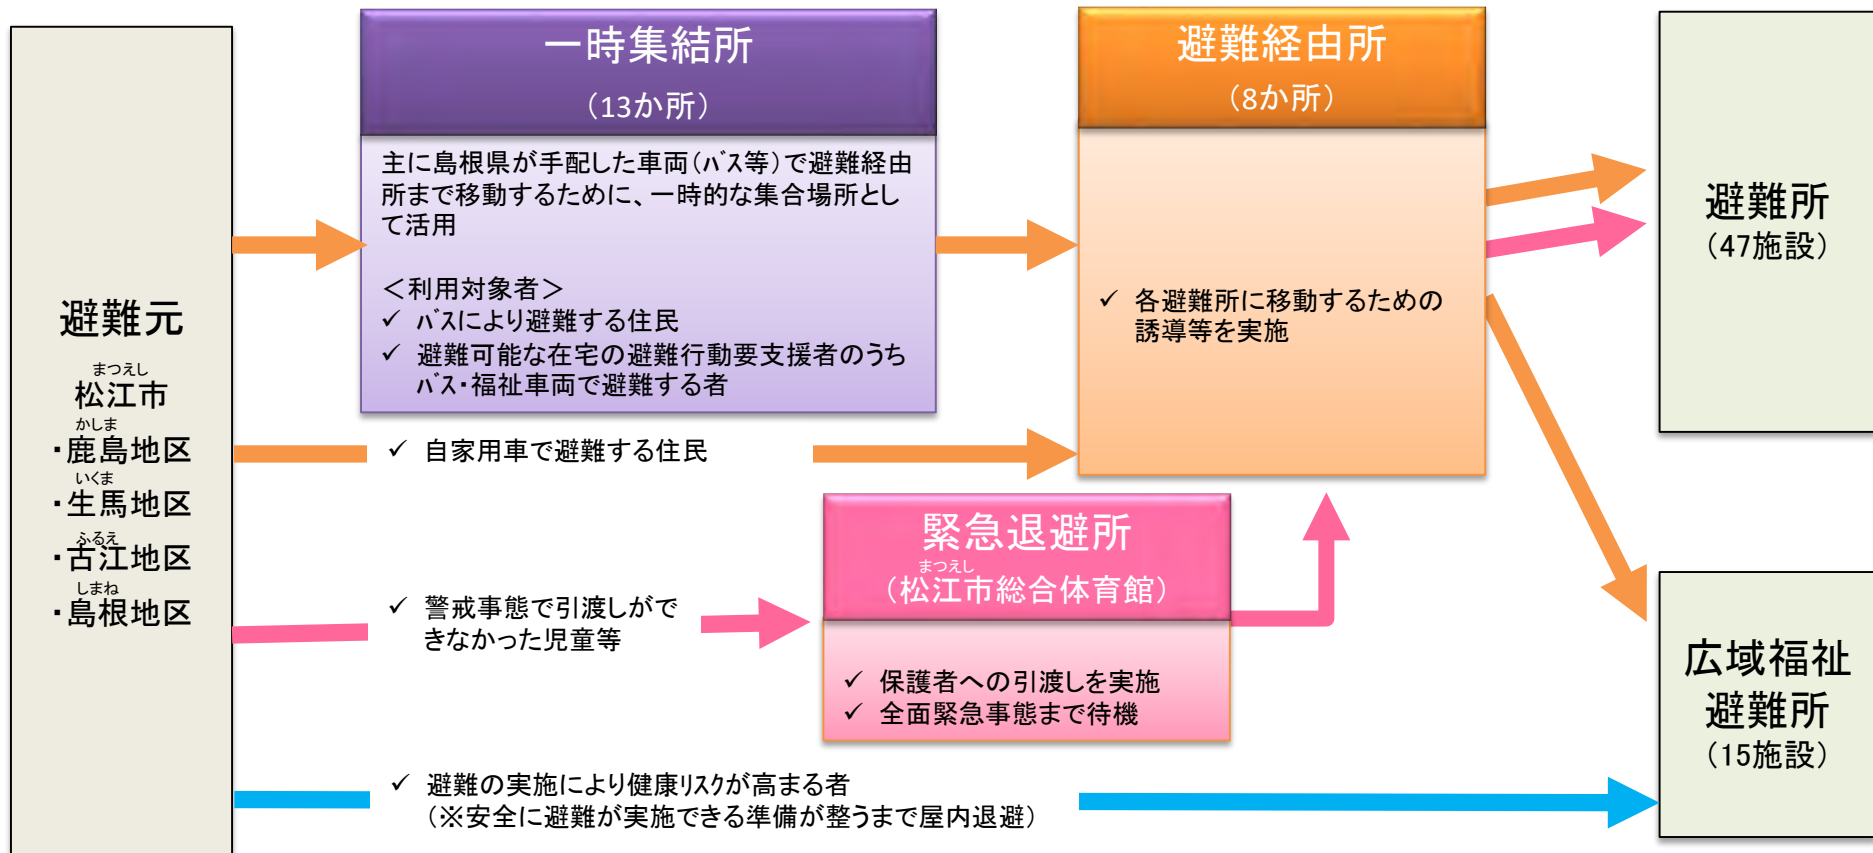 避難元
まつえし
松江市
かしま
・鹿島地区
いくま
・生馬地区
ふるえ
・古江地区
しまね
・島根地区
一時集結所
（13か所）
主に島根県が手配した車両（ﾊﾞｽ等）で避難経由
所まで移動するために、一時的な集合場所とし
て活用
＜利用対象者＞
✓ ﾊﾞｽにより避難する住民
✓ 避難可能な在宅の避難行動要支援者のうち
ﾊﾞｽ・福祉車両で避難する者
✓ 自家用車で避難する住民
✓ 警戒事態で引渡しがで
きなかった児童等
✓ 避難の実施により健康ﾘｽｸが高まる者
（※安全に避難が実施できる準備が整うまで屋内退避）
避難経由所
（8か所）
✓ 各避難所に移動するための
誘導等を実施
緊急退避所
まつえし
（松江市総合体育館）
✓ 保護者への引渡しを実施
✓ 全面緊急事態まで待機
避難所
（47施設）
広域福祉
避難所
（15施設）